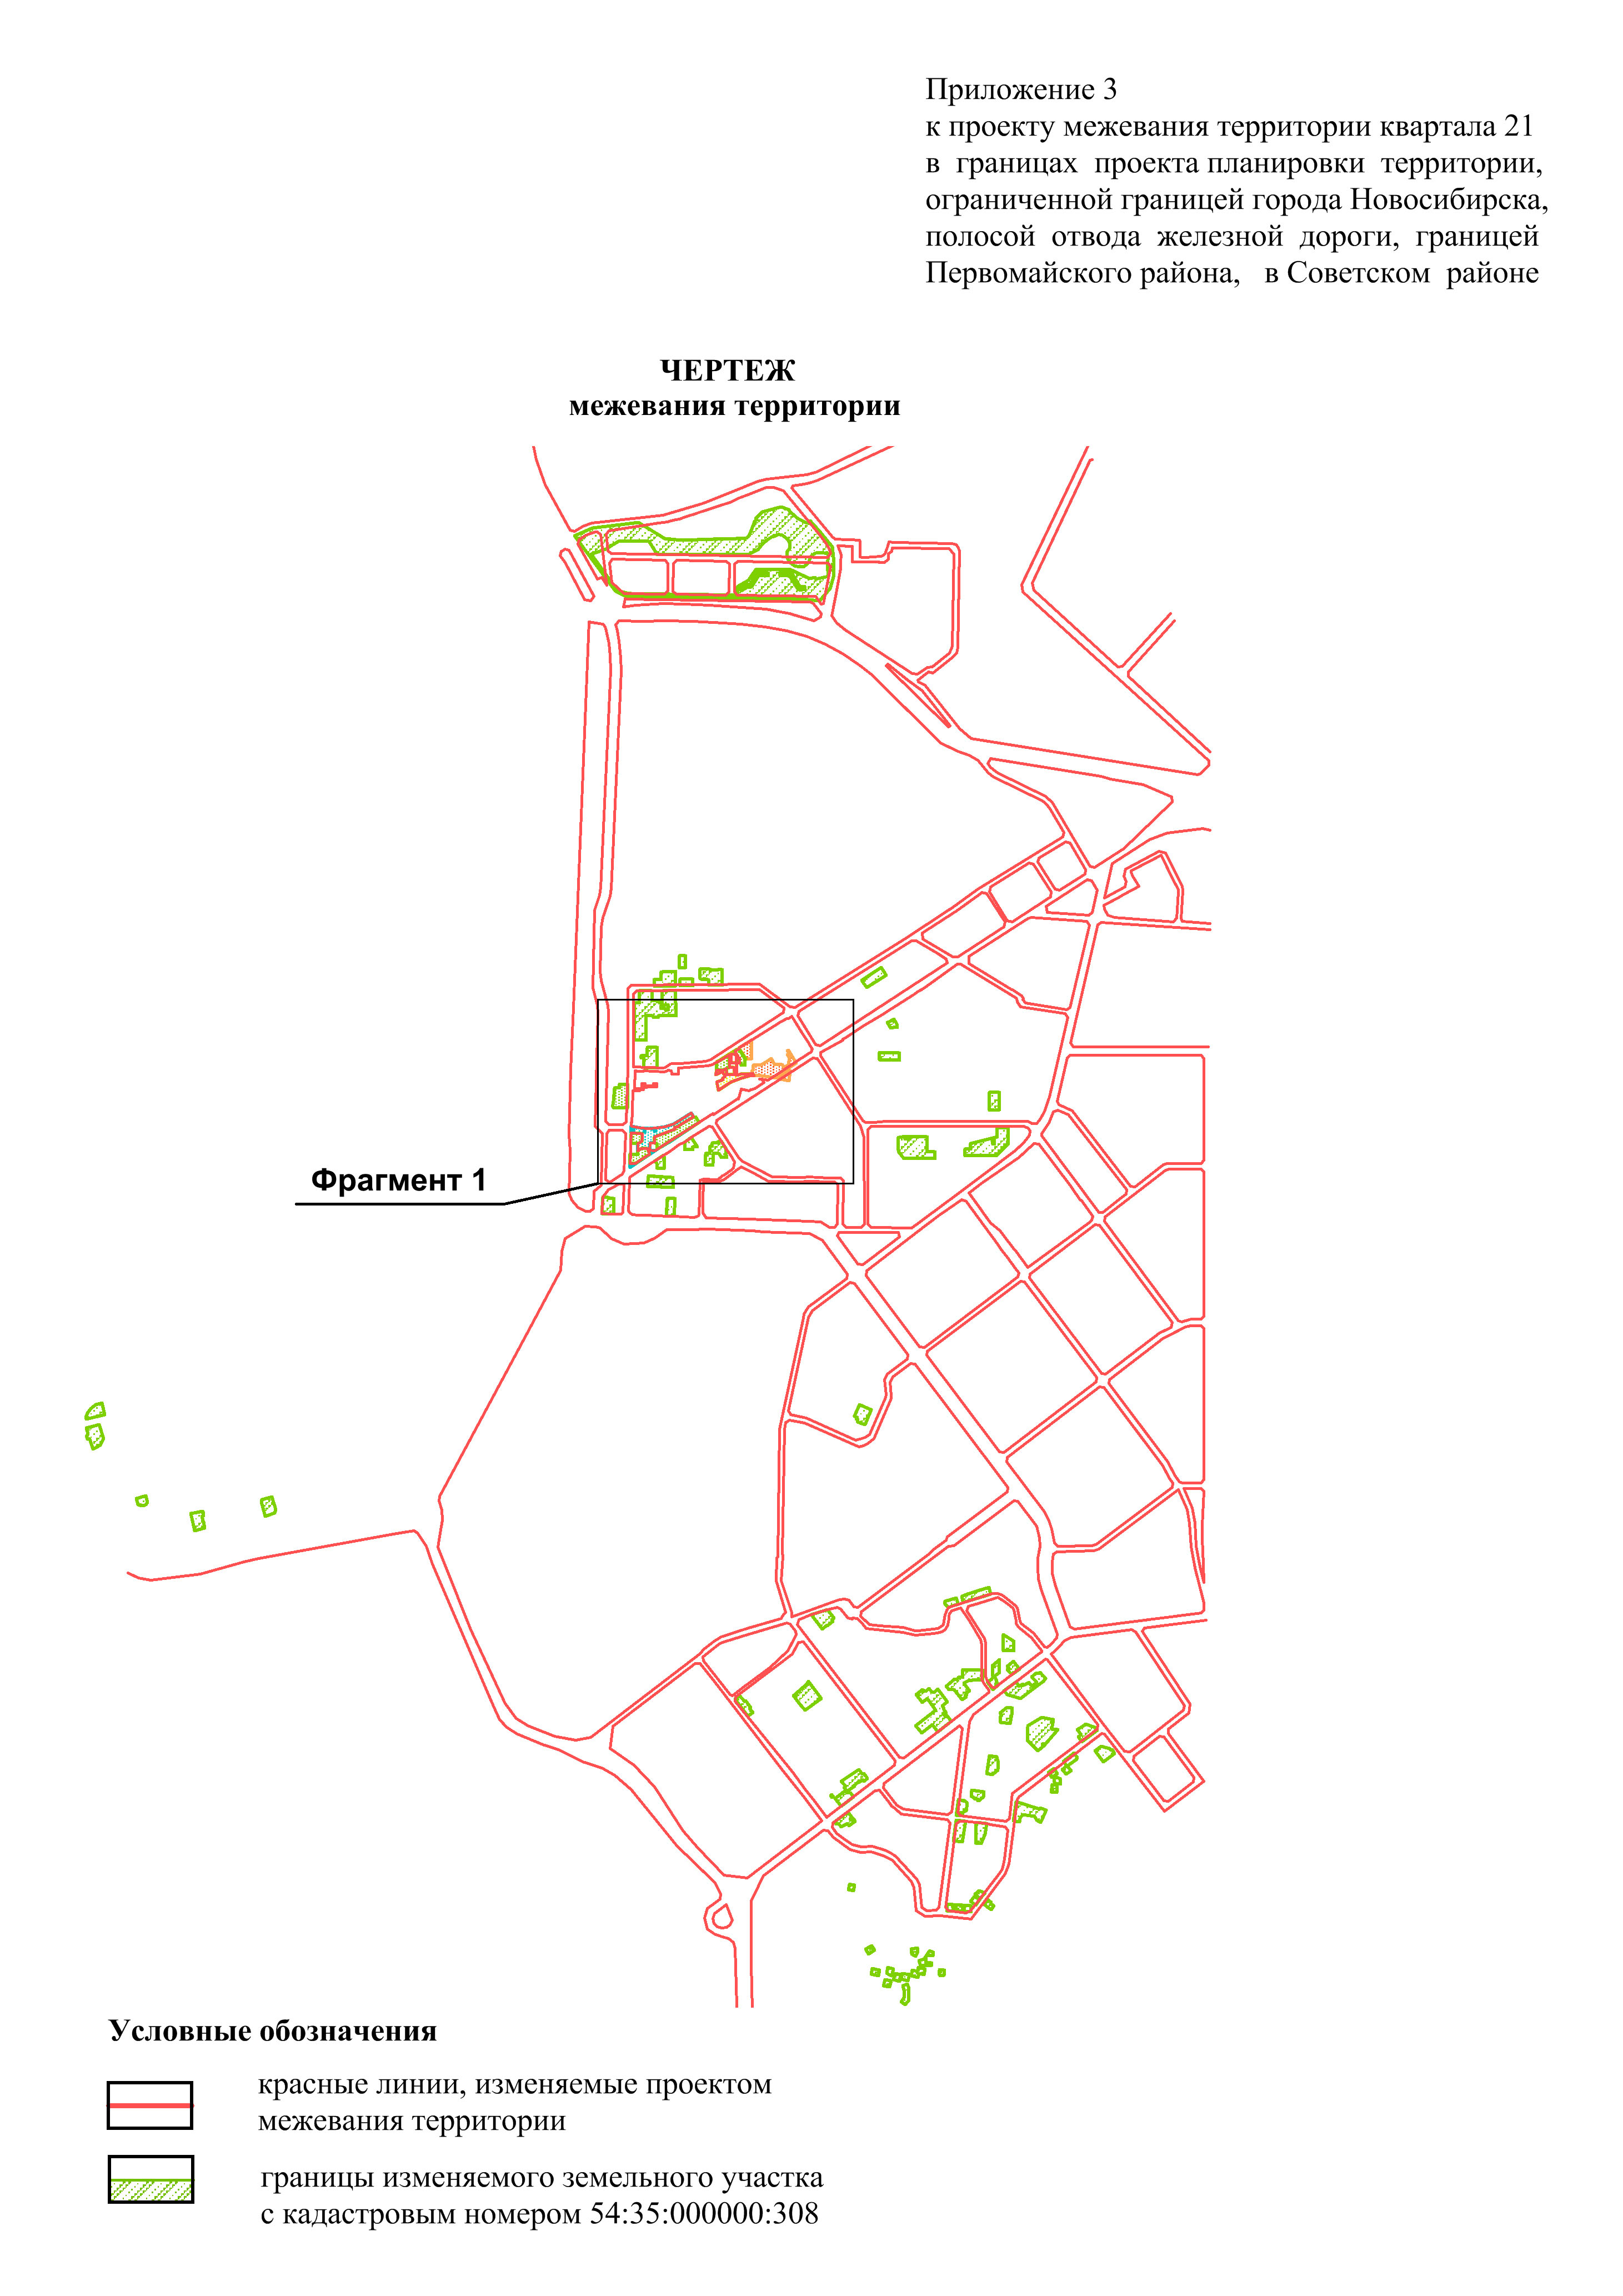 Приложение 3
к проекту межевания территории квартала 21
в границах проекта планировки территории,
ограниченной границей города Новосибирска,
полосой отвода железной дороги, границей
Первомайского района, в Советском районе
ЧЕРТЕЖ
межевания территории
Фрагмент 1
Условные обозначения
красные линии, изменяемые проектом
межевания территории
границы изменяемого земельного участка
с кадастровым номером 54:35:000000:308